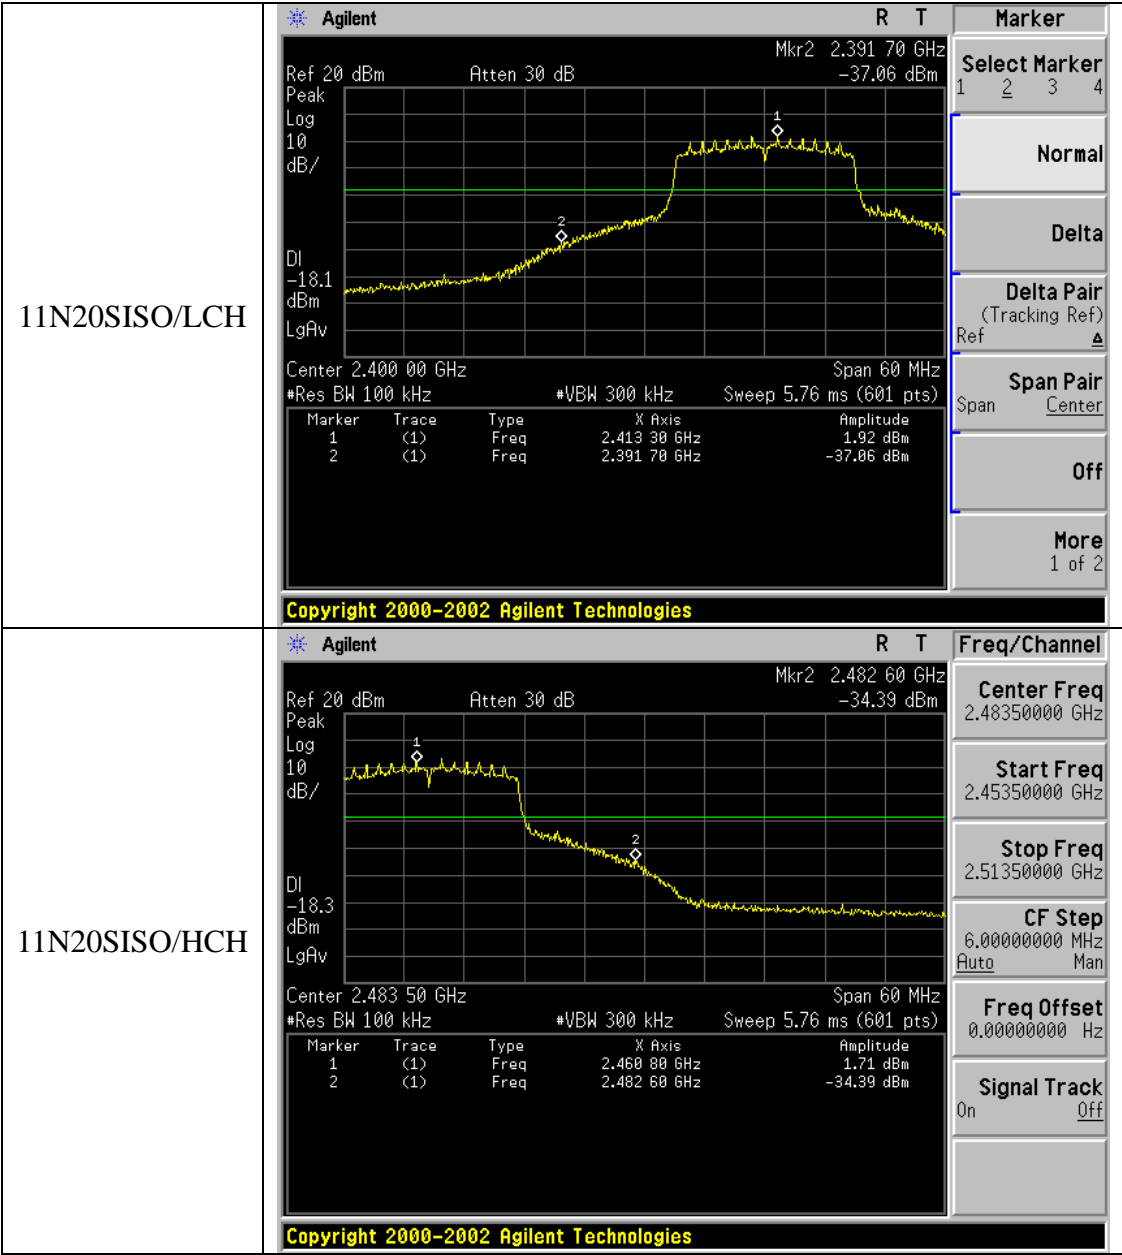 11N20SISO/LCH
Agilent R T Marker
Mkr2 2.391 70 GHz
Ref 20 dBm Atten 30 dB -37.06 dBm
Peak
Log
10
dB/
1
2
DI
-18.1
dBm
LgAv
Center 2.400 00 GHz Span 60 MHz
#Res BW 100 kHz #VBW 300 kHz Sweep 5.76 ms (601 pts)
Marker Trace Type X Axis Amplitude
1 (1) Freq 2.413 30 GHz 1.92 dBm
2 (1) Freq 2.391 70 GHz -37.06 dBm
Select Marker
1 2 3 4
Normal
Delta
Delta Pair
(Tracking Ref)
Ref Δ
Span Pair
Span Center
Off
More
1 of 2
Copyright 2000-2002 Agilent Technologies
11N20SISO/HCH
Agilent R T Freq/Channel
Mkr2 2.482 60 GHz
Ref 20 dBm Atten 30 dB -34.39 dBm
Peak
Log
10
dB/
1
2
DI
-18.3
dBm
LgAv
Center 2.483 50 GHz Span 60 MHz
#Res BW 100 kHz #VBW 300 kHz Sweep 5.76 ms (601 pts)
Marker Trace Type X Axis Amplitude
1 (1) Freq 2.460 80 GHz 1.71 dBm
2 (1) Freq 2.482 60 GHz -34.39 dBm
Center Freq
2.48350000 GHz
Start Freq
2.45350000 GHz
Stop Freq
2.51350000 GHz
CF Step
6.00000000 MHz
Auto Man
Freq Offset
0.00000000 Hz
Signal Track
On Off
Copyright 2000-2002 Agilent Technologies